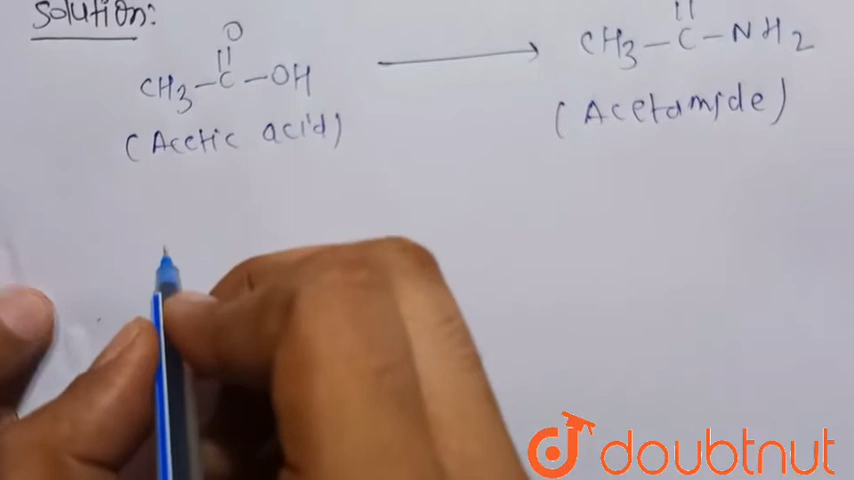 Solution:
O
CH3-C-OH → CH3-C-NH2
(Acetic acid) (Acetamide)
doubtnut